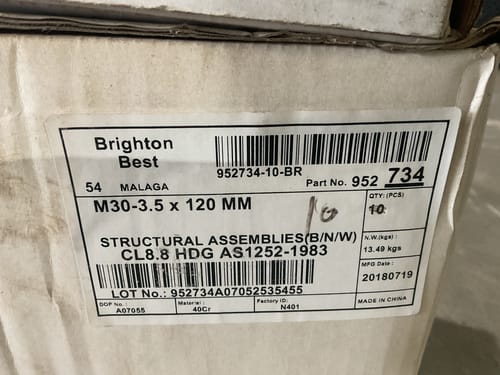 Brighton
Best
952734-10-BR
54 MALAGA
Part No. 952 734
M30-3.5 x 120 MM
10
QTY: (PCS)
10
STRUCTURAL ASSEMBLIES(B/N/W)
CL8.8 HDG AS1252-1983
N.W.(kgs) :
13.49 kgs
MFG Date :
20180719
LOT No.: 952734A07052535455
DOP No. :
A07055
Material :
40Cr
Factory ID:
N401
MADE IN CHINA